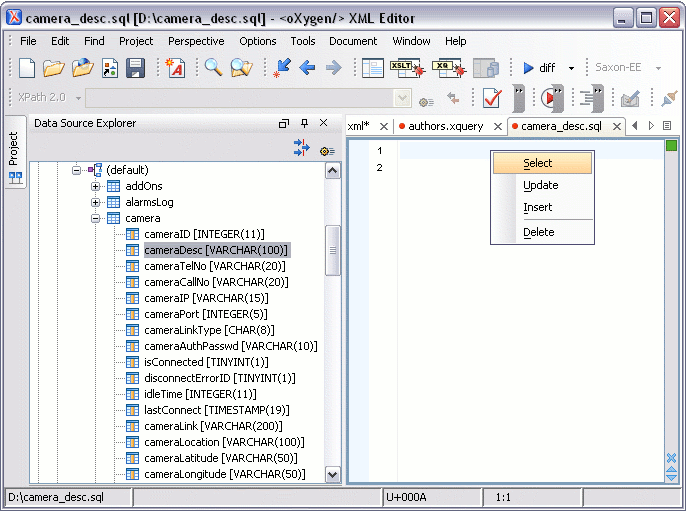 camera_desc.sql [D:\camera_desc.sql] - <oXygen/> XML Editor
File Edit Find Project Perspective Options Tools Document Window Help
XSLT XQ diff Saxon-EE
XPath 2.0
Project
Data Source Explorer
xml* authors.xquery camera_desc.sql
(default)
addOns
alarmsLog
camera
cameraID [INTEGER(11)]
cameraDesc [VARCHAR(100)]
cameraTelNo [VARCHAR(20)]
cameraCallNo [VARCHAR(20)]
cameraIP [VARCHAR(15)]
cameraPort [INTEGER(5)]
cameraLinkType [CHAR(8)]
cameraAuthPasswd [VARCHAR(10)]
isConnected [TINYINT(1)]
disconnectErrorID [TINYINT(1)]
idleTime [INTEGER(11)]
lastConnect [TIMESTAMP(19)]
cameraLink [VARCHAR(200)]
cameraLocation [VARCHAR(100)]
cameraLatitude [VARCHAR(50)]
cameraLongitude [VARCHAR(50)]
1
2
Select
Update
Insert
Delete
D:\camera_desc.sql U+000A 1:1